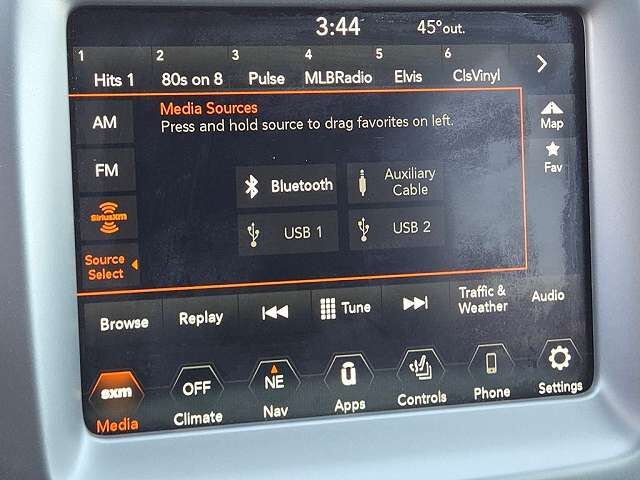 3:44
45° out.
1 2 3 4 5 6
Hits 1 80s on 8 Pulse MLBRadio Elvis ClsVinyl
AM
Media Sources
Press and hold source to drag favorites on left.
Map
FM
Fav
Bluetooth
Auxiliary
Cable
SiriusXM
USB 1
USB 2
Source
Select
Browse
Replay
Tune
Traffic &
Weather
Audio
sxm
Media
OFF
Climate
NE
Nav
Apps
Controls
Phone
Settings